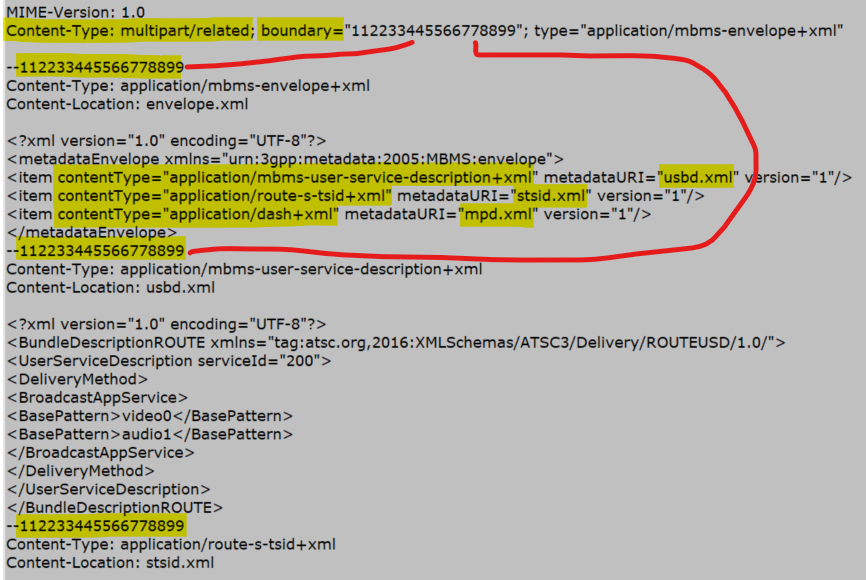 MIME-Version: 1.0
Content-Type: multipart/related; boundary="112233445566778899"; type="application/mbms-envelope+xml"
--112233445566778899
Content-Type: application/mbms-envelope+xml
Content-Location: envelope.xml
<?xml version="1.0" encoding="UTF-8"?>
<metadataEnvelope xmlns="urn:3gpp:metadata:2005:MBMS:envelope">
<item contentType="application/mbms-user-service-description+xml" metadataURI="usbd.xml" version="1"/>
<item contentType="application/route-s-tsid+xml" metadataURI="stsid.xml" version="1"/>
<item contentType="application/dash+xml" metadataURI="mpd.xml" version="1"/>
</metadataEnvelope>
--112233445566778899
Content-Type: application/mbms-user-service-description+xml
Content-Location: usbd.xml
<?xml version="1.0" encoding="UTF-8"?>
<BundleDescriptionROUTE xmlns="tag:atsc.org,2016:XMLSchemas/ATSC3/Delivery/ROUTEUSD/1.0/">
<UserServiceDescription serviceId="200">
<DeliveryMethod>
<BroadcastAppService>
<BasePattern>video0</BasePattern>
<BasePattern>audio1</BasePattern>
</BroadcastAppService>
</DeliveryMethod>
</UserServiceDescription>
</BundleDescriptionROUTE>
--112233445566778899
Content-Type: application/route-s-tsid+xml
Content-Location: stsid.xml